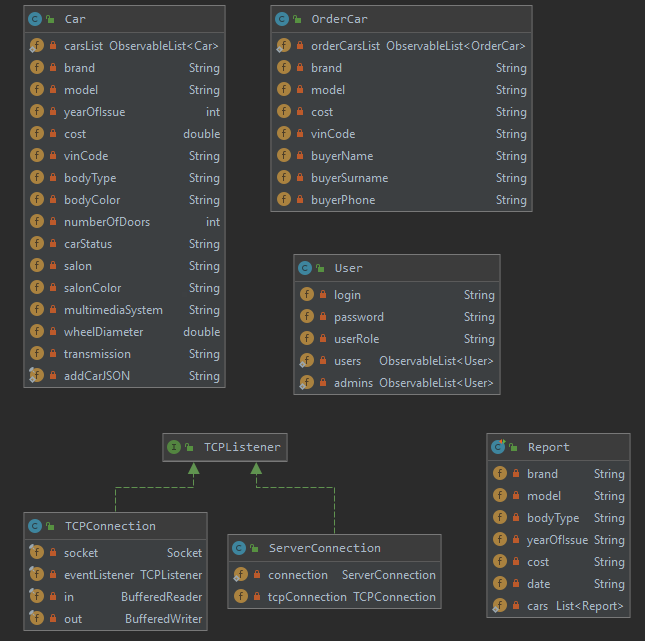 Car
carsList ObservableList<Car>
brand String
model String
yearOfIssue int
cost double
vinCode String
bodyType String
bodyColor String
numberOfDoors int
carStatus String
salon String
salonColor String
multimediaSystem String
wheelDiameter double
transmission String
addCarJSON String
OrderCar
orderCarsList ObservableList<OrderCar>
brand String
model String
cost String
vinCode String
buyerName String
buyerSurname String
buyerPhone String
User
login String
password String
userRole String
users ObservableList<User>
admins ObservableList<User>
TCPListener
TCPConnection
socket Socket
eventListener TCPListener
in BufferedReader
out BufferedWriter
ServerConnection
connection ServerConnection
tcpConnection TCPConnection
Report
brand String
model String
bodyType String
yearOfIssue String
cost String
date String
cars List<Report>